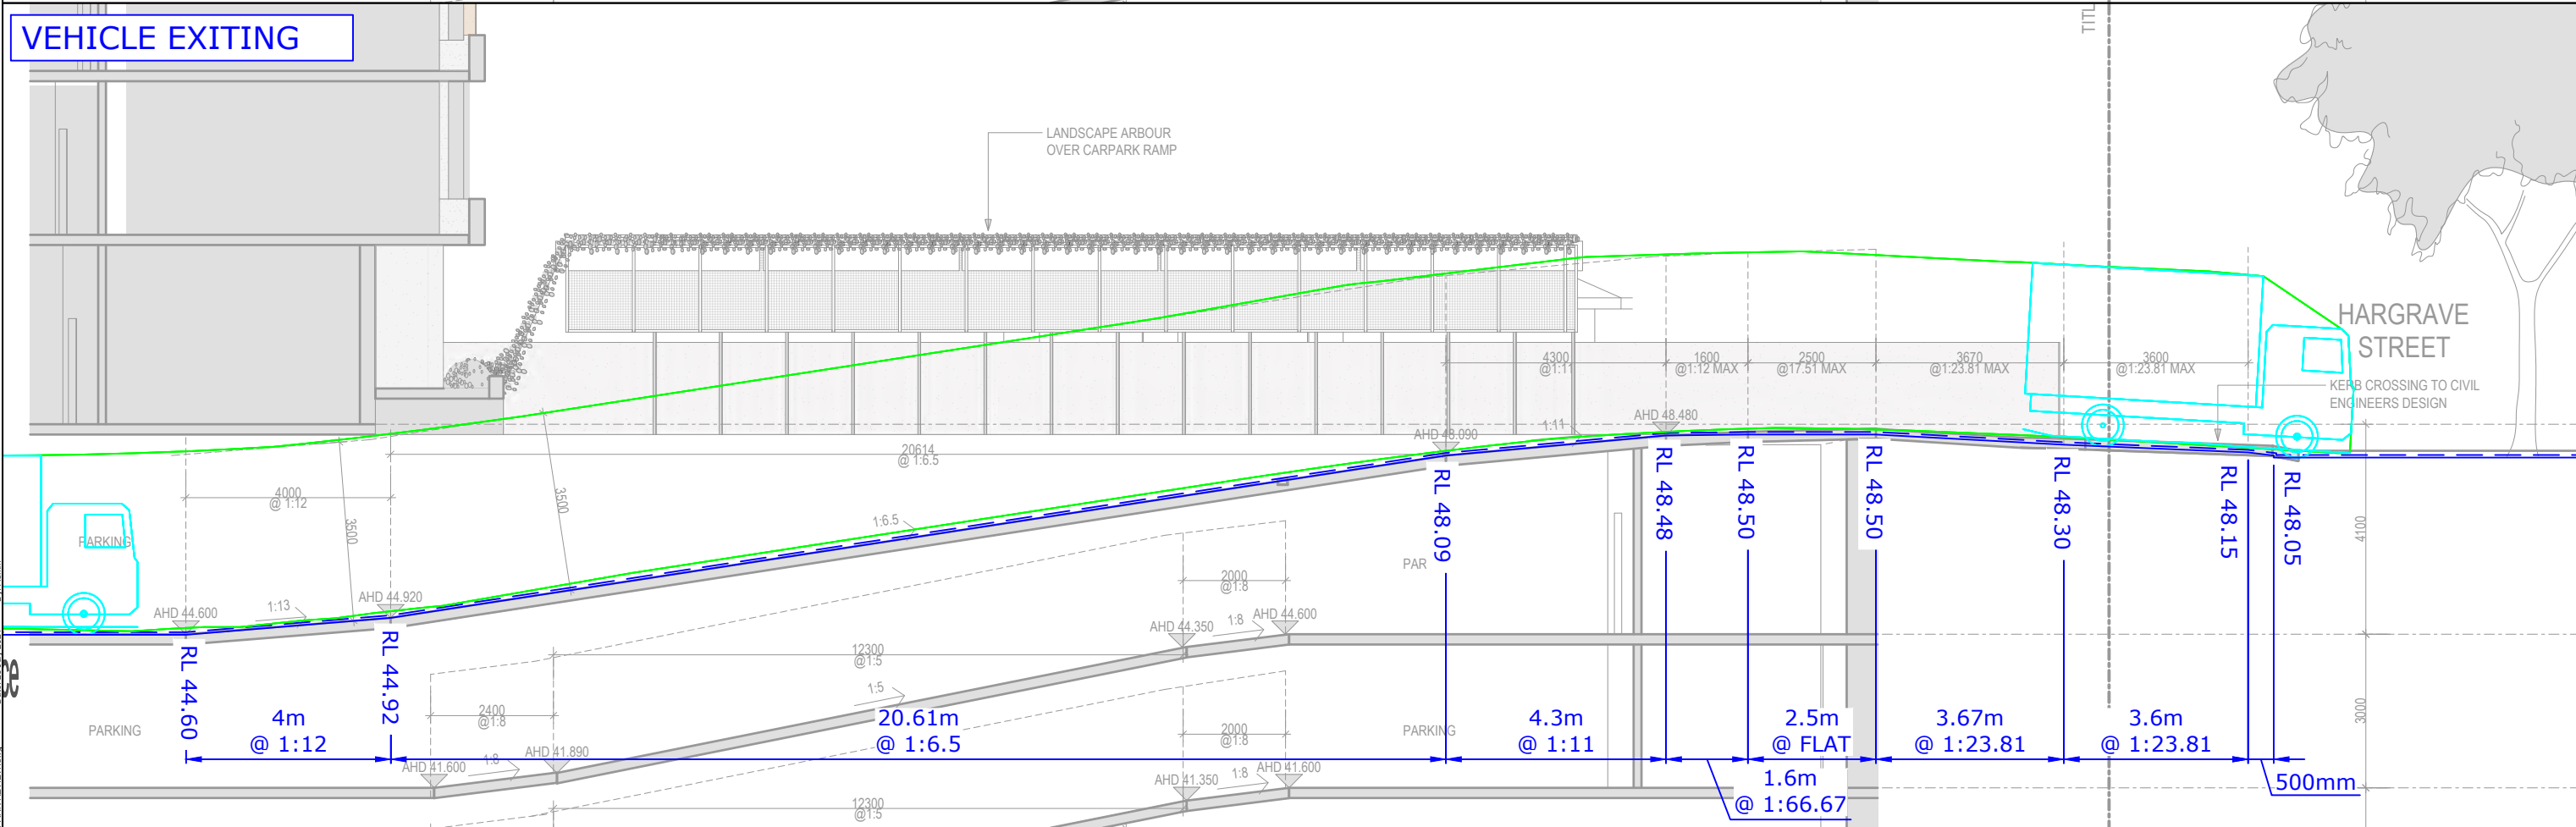 VEHICLE EXITING
TITL
LANDSCAPE ARBOUR
OVER CARPARK RAMP
HARGRAVE
STREET
KERB CROSSING TO CIVIL
ENGINEERS DESIGN
4300
@1:11
1600
@1:12 MAX
2500
@17.51 MAX
3670
@1:23.81 MAX
3600
@1:23.81 MAX
AHD 48.480
1:11
AHD 48.090
20614
@ 1:6.5
4000
@ 1:12
3500
3500
1:6.5
PARKING
PAR
4100
AHD 44.600
1:13
AHD 44.920
2000
@1:8
AHD 44.350
1:8
AHD 44.600
RL 44.60
RL 44.92
RL 48.09
RL 48.48
RL 48.50
RL 48.50
RL 48.30
RL 48.15
RL 48.05
12300
@1:5
1:5
2400
@1:8
2000
@1:8
PARKING
PARKING
3000
4m
@ 1:12
20.61m
@ 1:6.5
4.3m
@ 1:11
1.6m
@ 1:66.67
2.5m
@ FLAT
3.67m
@ 1:23.81
3.6m
@ 1:23.81
500mm
AHD 41.600
1:8
AHD 41.890
AHD 41.350
1:8
AHD 41.600
12300
@1:5